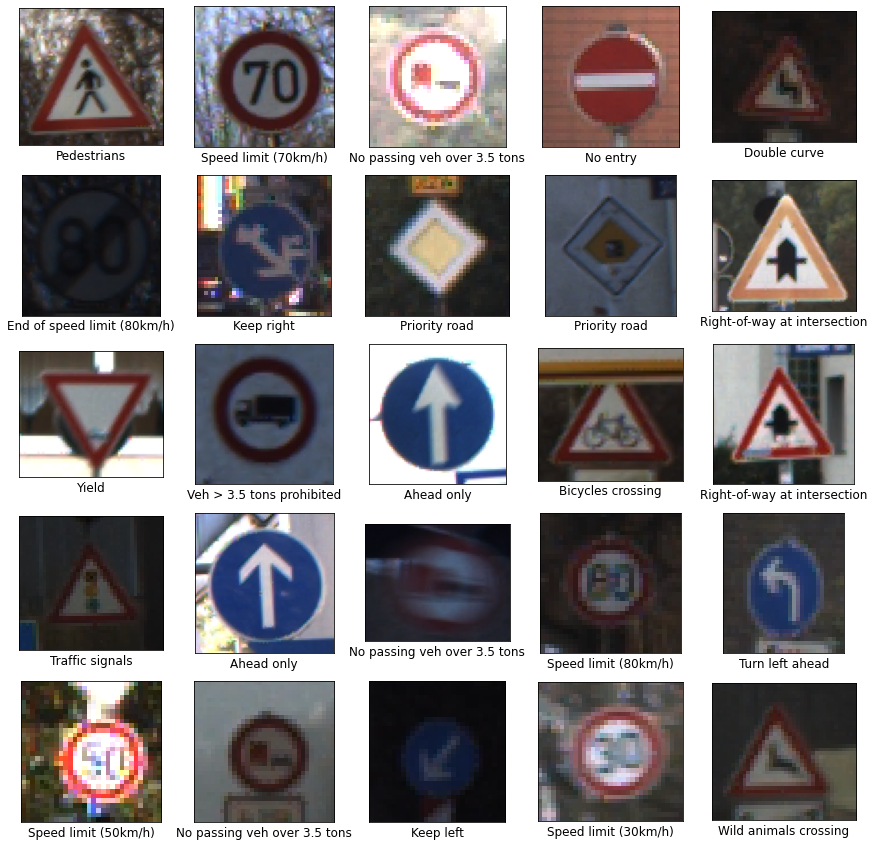 70
Pedestrians
Speed limit (70km/h)
No passing veh over 3.5 tons
No entry
Double curve
80
End of speed limit (80km/h)
Keep right
Priority road
Priority road
Right-of-way at intersection
Yield
Veh > 3.5 tons prohibited
Ahead only
Bicycles crossing
Right-of-way at intersection
80
Traffic signals
Ahead only
No passing veh over 3.5 tons
Speed limit (80km/h)
Turn left ahead
50
30
Speed limit (50km/h)
No passing veh over 3.5 tons
Keep left
Speed limit (30km/h)
Wild animals crossing